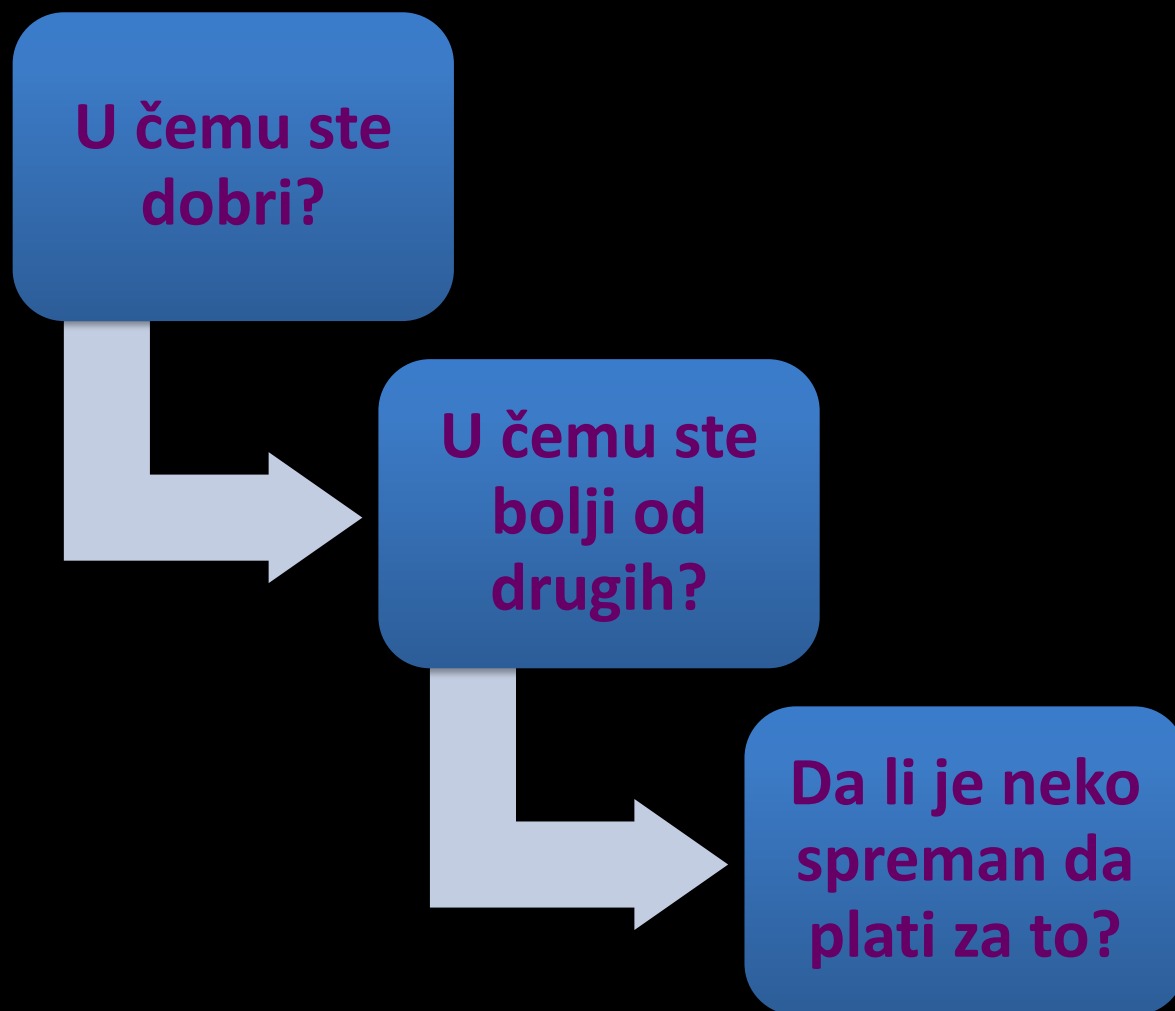 U čemu ste
dobri?
U čemu ste
bolji od
drugih?
Da li je neko
spreman da
plati za to?